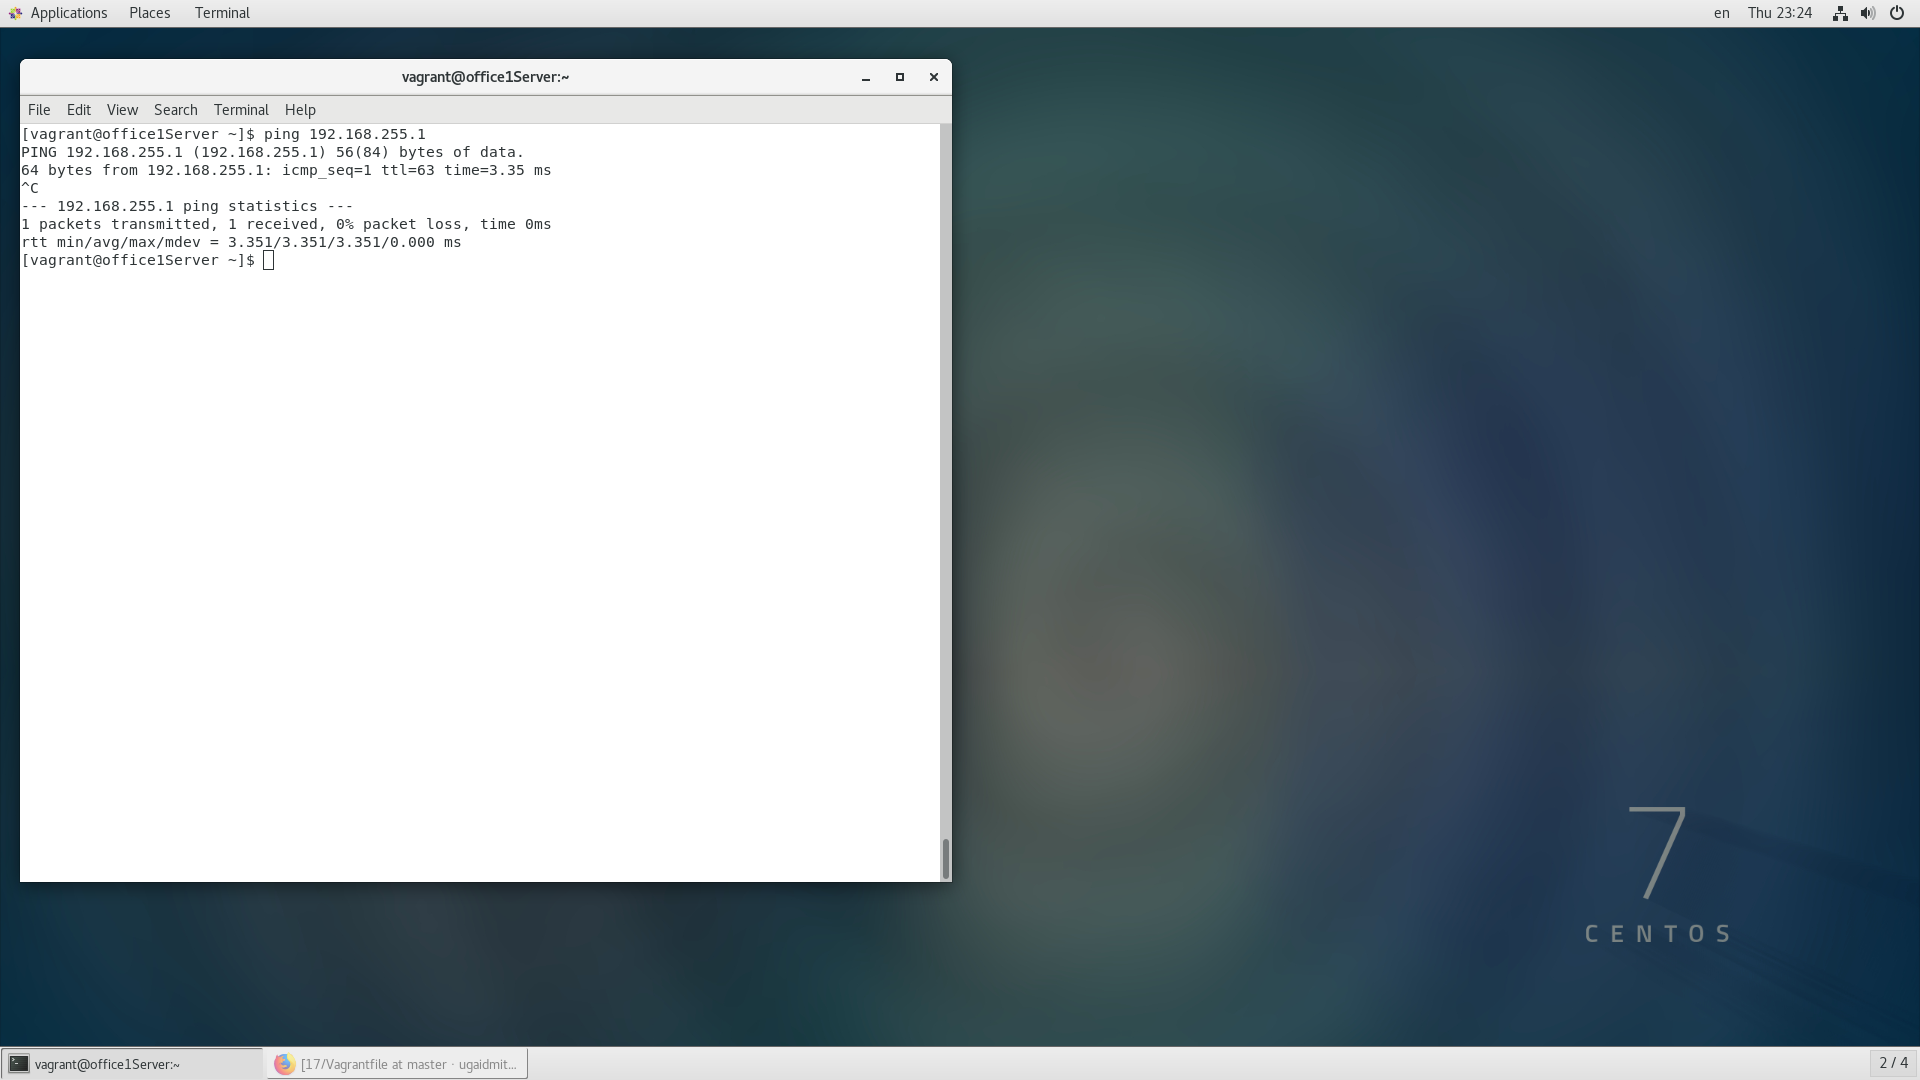 Applications Places Terminal en Thu 23:24
vagrant@office1Server:~
File Edit View Search Terminal Help
[vagrant@office1Server ~]$ ping 192.168.255.1
PING 192.168.255.1 (192.168.255.1) 56(84) bytes of data.
64 bytes from 192.168.255.1: icmp_seq=1 ttl=63 time=3.35 ms
^C
--- 192.168.255.1 ping statistics ---
1 packets transmitted, 1 received, 0% packet loss, time 0ms
rtt min/avg/max/mdev = 3.351/3.351/3.351/0.000 ms
[vagrant@office1Server ~]$
7
CENTOS
vagrant@office1Server:~ [17/Vagrantfile at master · ugaidmit... 2 / 4